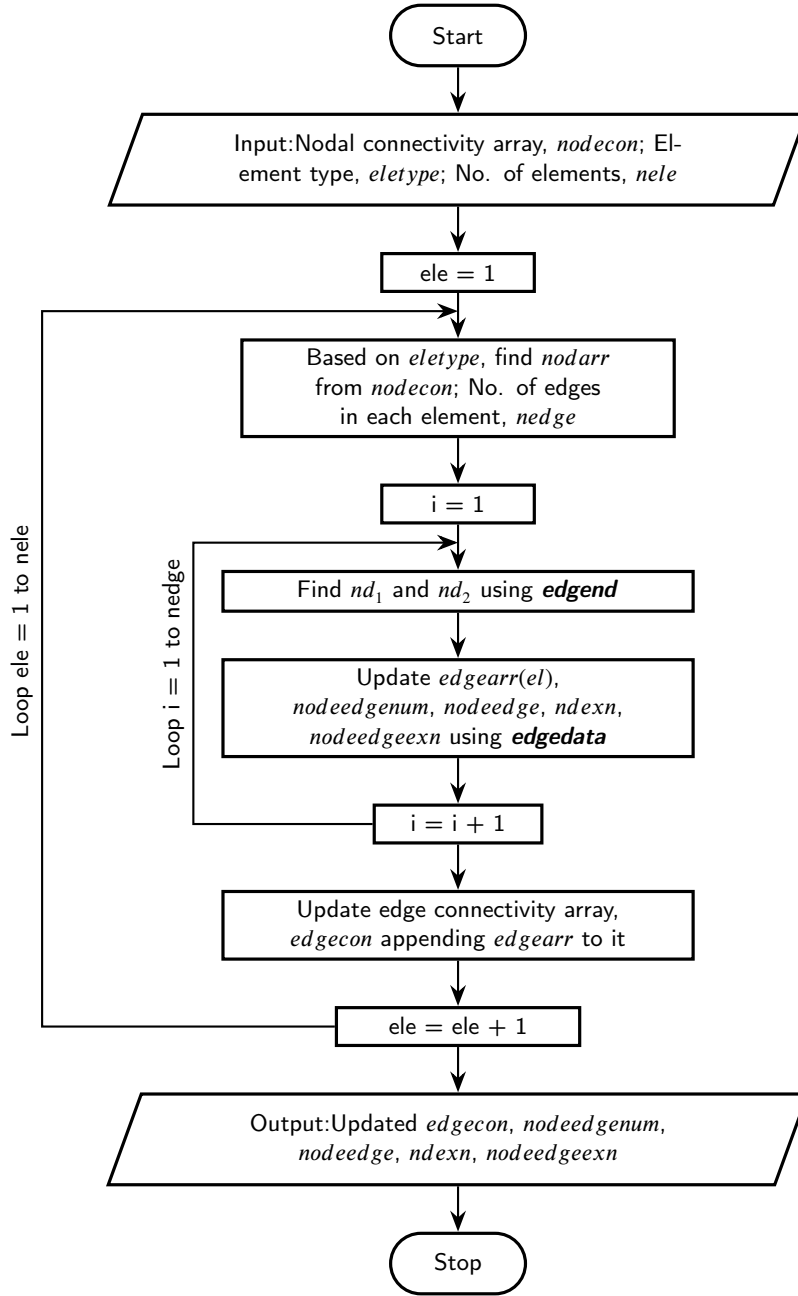 Start
Input:Nodal connectivity array, nodecon; El-
ement type, eletype; No. of elements, nele
ele = 1
Based on eletype, find nodarr
from nodecon; No. of edges
in each element, nedge
i = 1
Find nd₁ and nd₂ using edgend
Update edgearr(el),
nodeedgenum, nodeedge, ndexn,
nodeedgeexn using edgedata
i = i + 1
Loop i = 1 to nedge
Update edge connectivity array,
edgecon appending edgearr to it
ele = ele + 1
Loop ele = 1 to nele
Output:Updated edgecon, nodeedgenum,
nodeedge, ndexn, nodeedgeexn
Stop